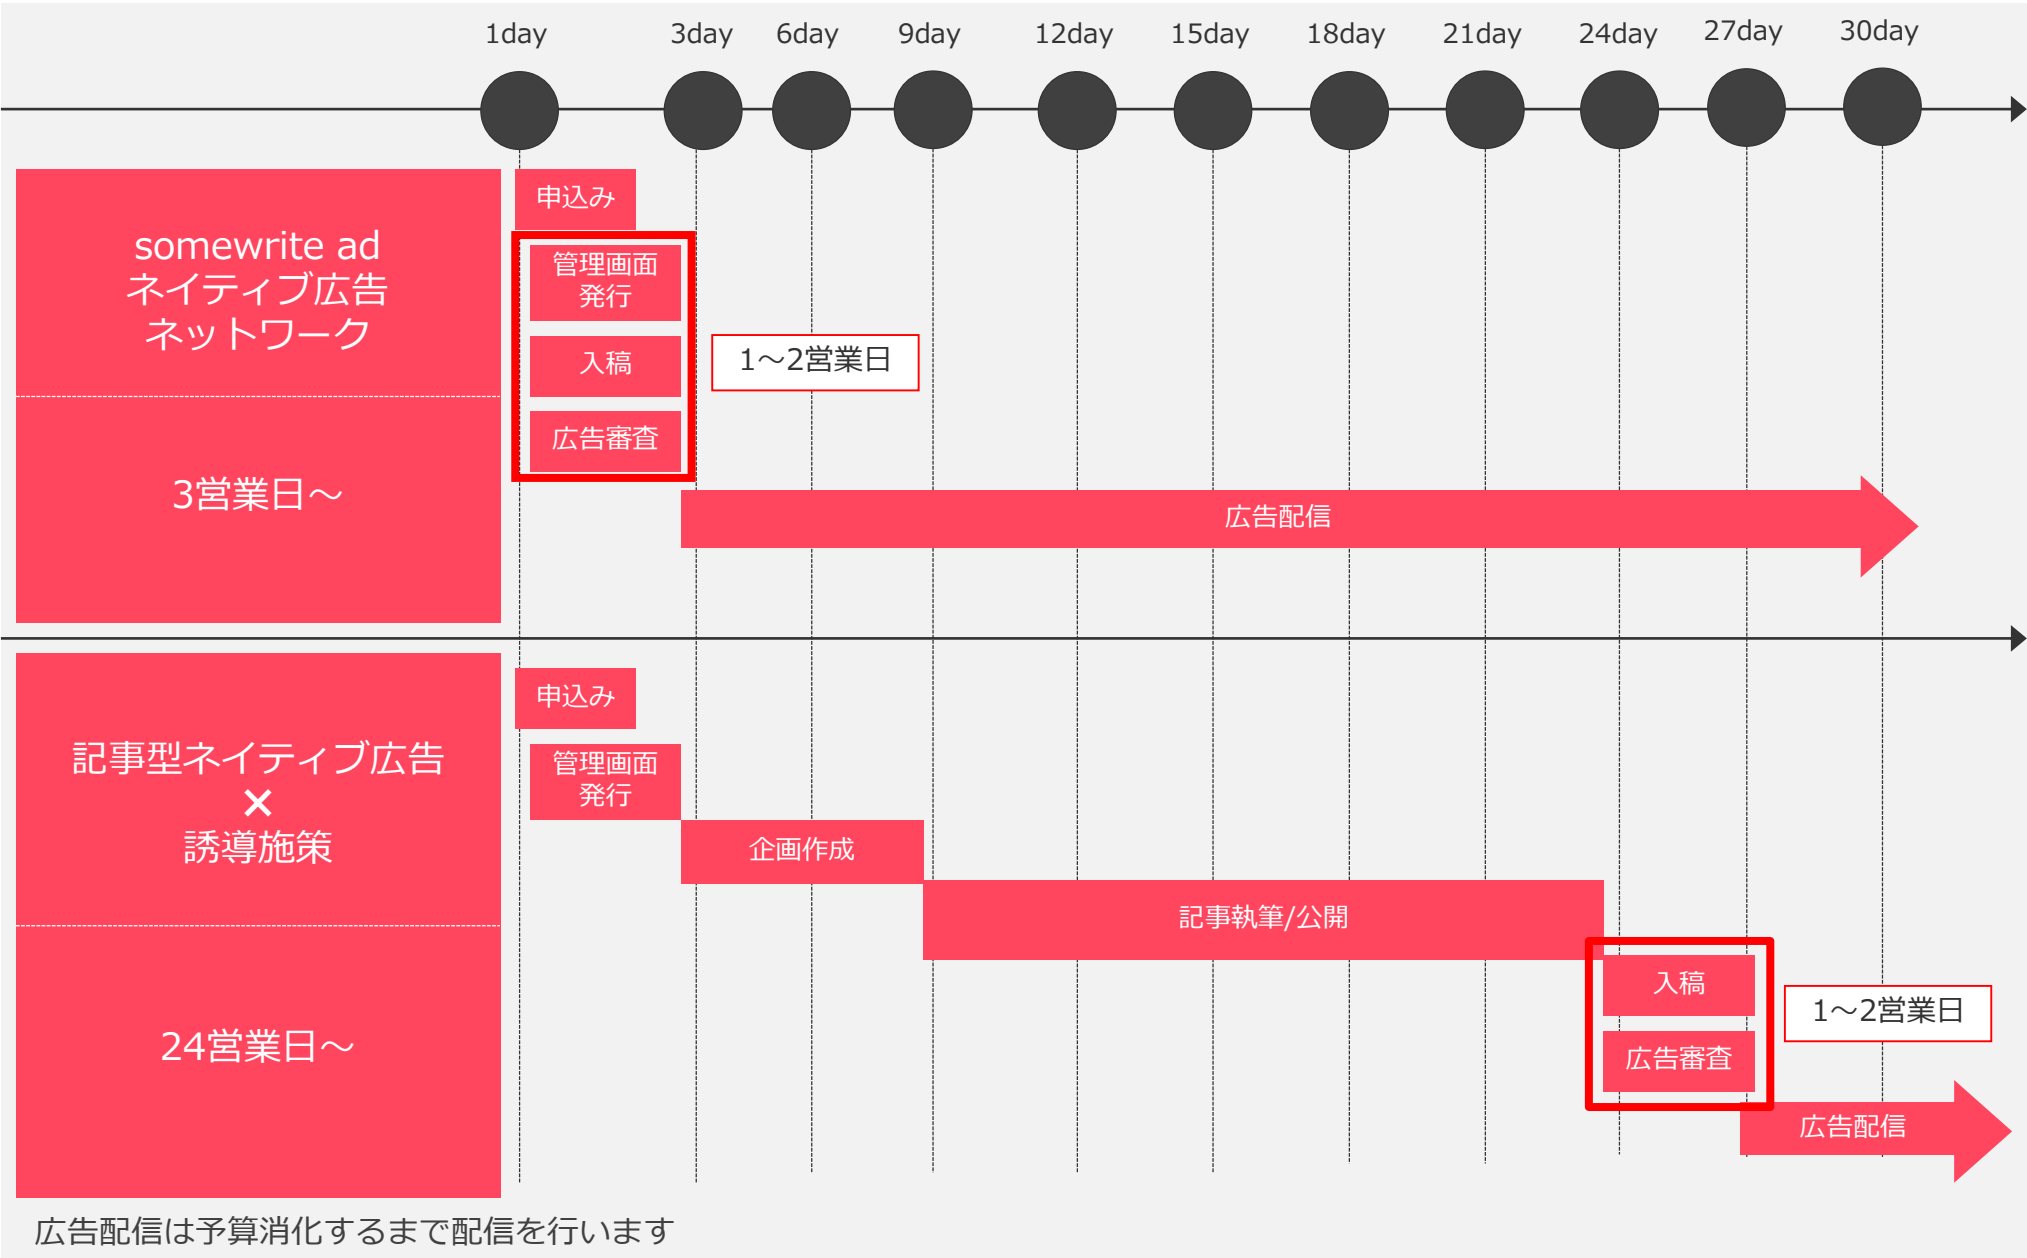 1day 3day 6day 9day 12day 15day 18day 21day 24day 27day 30day
somewrite ad
ネイティブ広告
ネットワーク
3営業日～
申込み
管理画面
発行
入稿
広告審査
1～2営業日
広告配信
記事型ネイティブ広告
×
誘導施策
24営業日～
申込み
管理画面
発行
企画作成
記事執筆/公開
入稿
広告審査
1～2営業日
広告配信
広告配信は予算消化するまで配信を行います